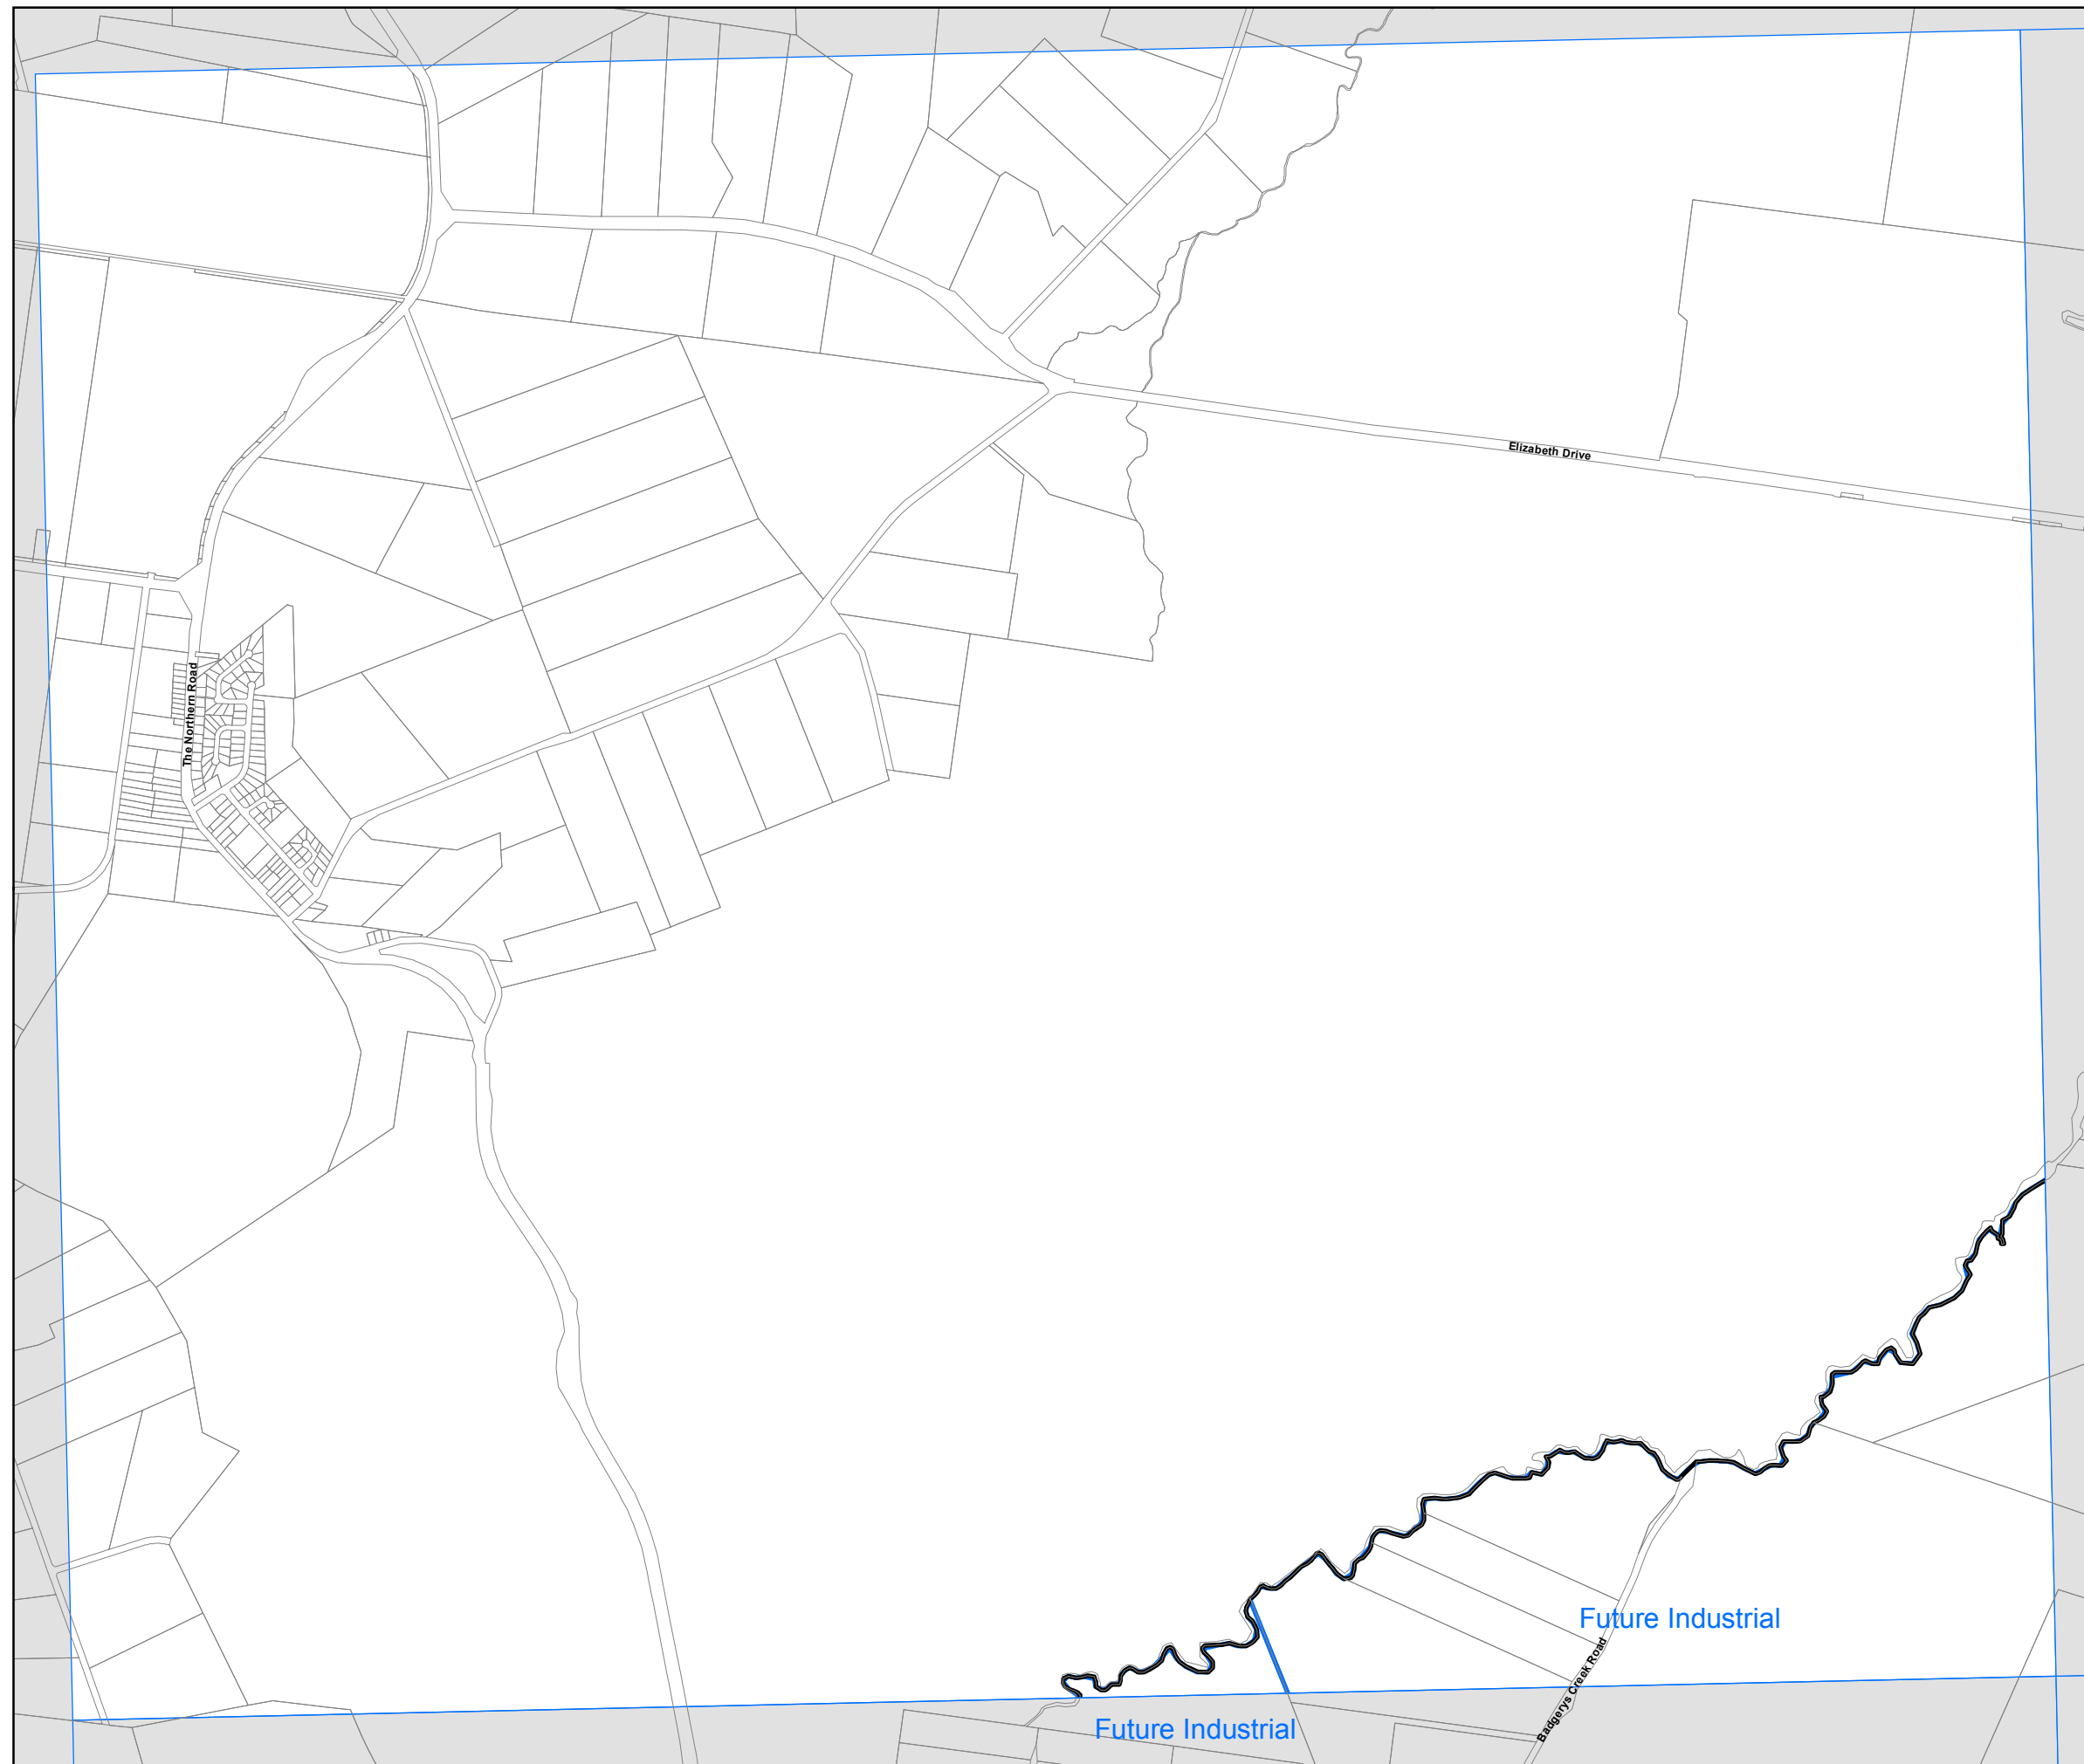 Elizabeth Drive
The Northern Road
Future Industrial
Badgerys Creek Road
Future Industrial